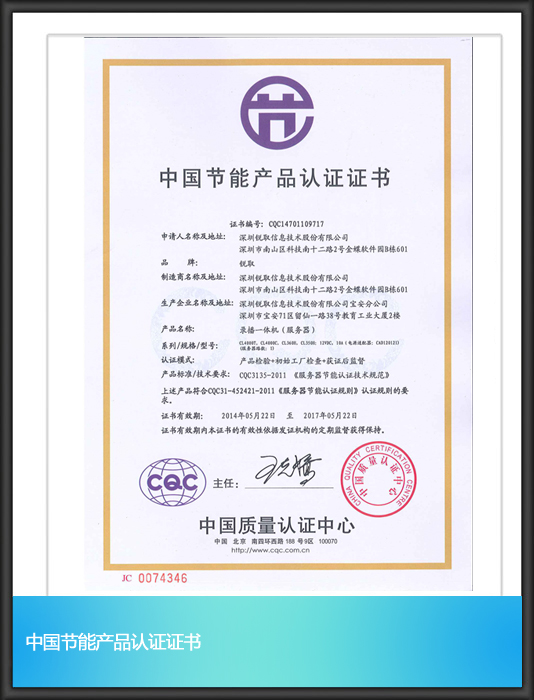 中国节能产品认证证书
证书编号: CQC14701109717
申请人名称及地址: 深圳锐取信息技术股份有限公司
深圳市南山区科技南十二路2号金蝶软件园B栋601
品 牌: 锐取
制造商名称及地址: 深圳锐取信息技术股份有限公司
深圳市南山区科技南十二路2号金蝶软件园B栋601
生产企业名称及地址: 深圳锐取信息技术股份有限公司宝安分公司
深圳市宝安71区留仙一路38号教育工业大厦2楼
产品名称: 录播一体机(服务器)
系列/规格/型号:
认证模式: 产品检验+初始工厂检查+获证后监督
产品标准/技术要求: CQC3135-2011 《服务器节能认证技术规范》
上述产品符合CQC31-452421-2011《服务器节能认证规则》认证规则的要
求。
证书有效期: 2014年05月22日 至 2017年05月22日
证书有效期内本证书的有效性依据发证机构的定期监督获得保持。
CQC
主任:
CHINA QUALITY CERTIFICATION CENTRE
中国质量认证中心
中国质量认证中心
中国 北京 南四环西路 188 号9区 100070
http://www.cqc.com.cn
JC 0074346
中国节能产品认证证书